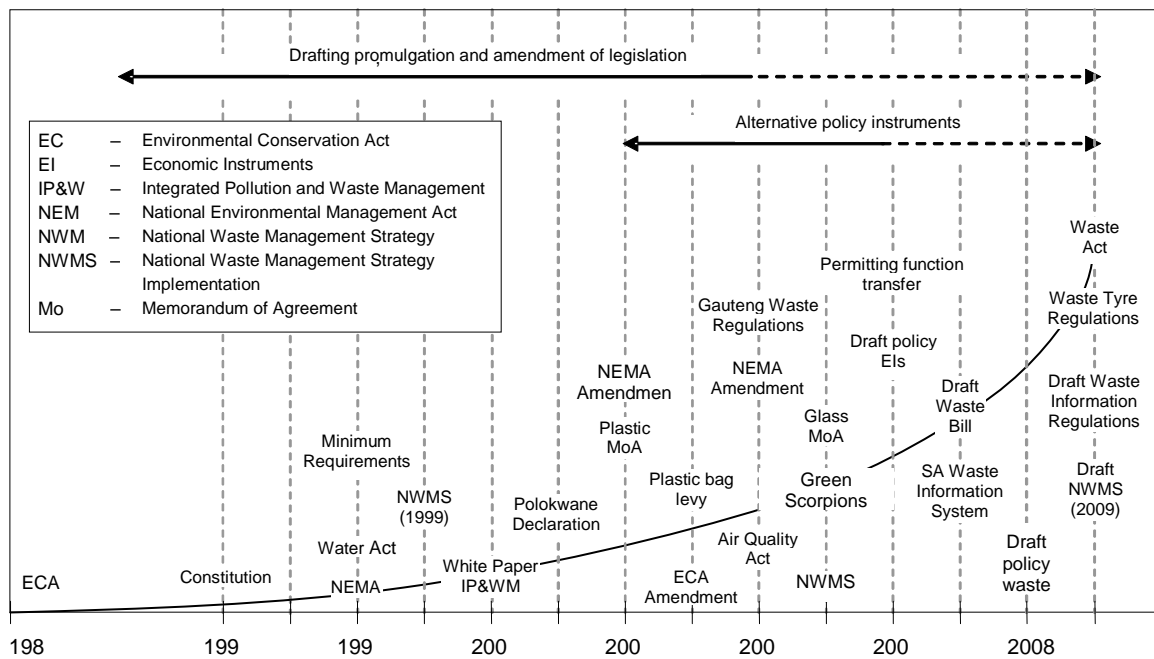 Drafting promulgation and amendment of legislation
Alternative policy instruments
EC – Environmental Conservation Act
EI – Economic Instruments
IP&W – Integrated Pollution and Waste Management
NEM – National Environmental Management Act
NWM – National Waste Management Strategy
NWMS – National Waste Management Strategy
Implementation
Mo – Memorandum of Agreement
Waste
Act
Permitting function
transfer
Gauteng Waste
Regulations
Waste Tyre
Regulations
Draft policy
EIs
NEMA
Amendmen
NEMA
Amendment
Draft
Waste
Bill
Draft Waste
Information
Regulations
Plastic
MoA
Glass
MoA
Minimum
Requirements
NWMS
(1999)
Polokwane
Declaration
Plastic bag
levy
Green
Scorpions
SA Waste
Information
System
Draft
NWMS
(2009)
Water Act
Air Quality
Act
Draft
policy
waste
ECA
Constitution
NEMA
White Paper
IP&WM
ECA
Amendment
NWMS
198 199 199 200 200 200 200 2008